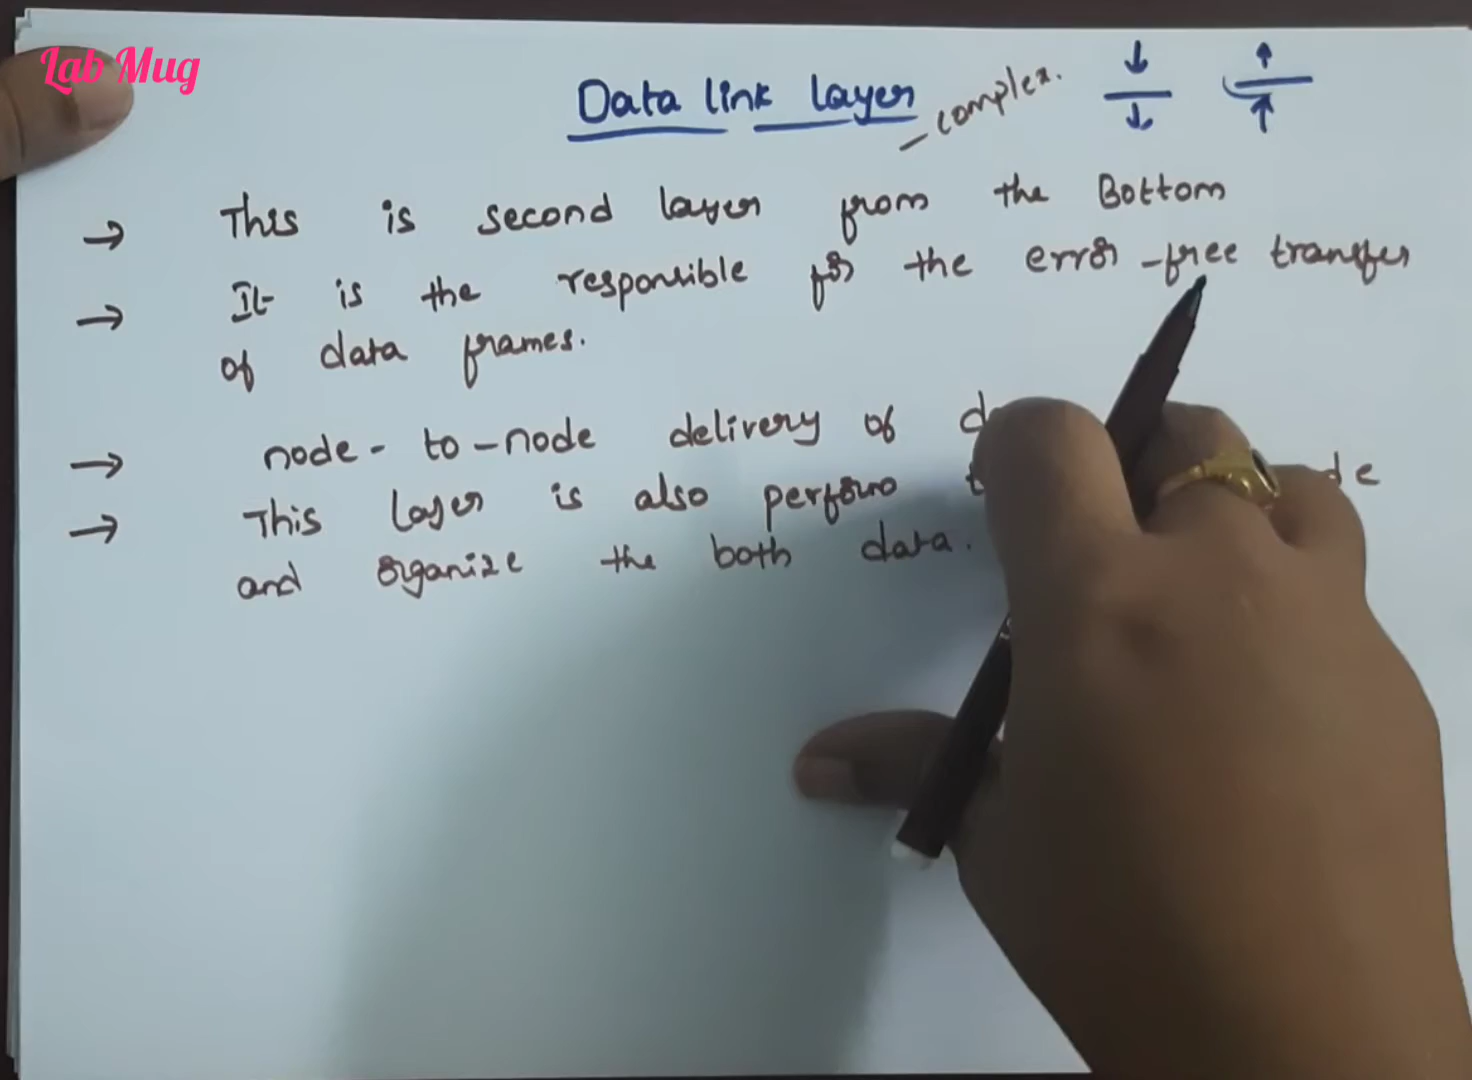 Lab Mug
Data link layer - complex.
→ This is second layer from the Bottom
→ It is the responsible for the error-free transfer
of data frames.
→ node-to-node delivery of
→ This layer is also perform
and organize the both data.